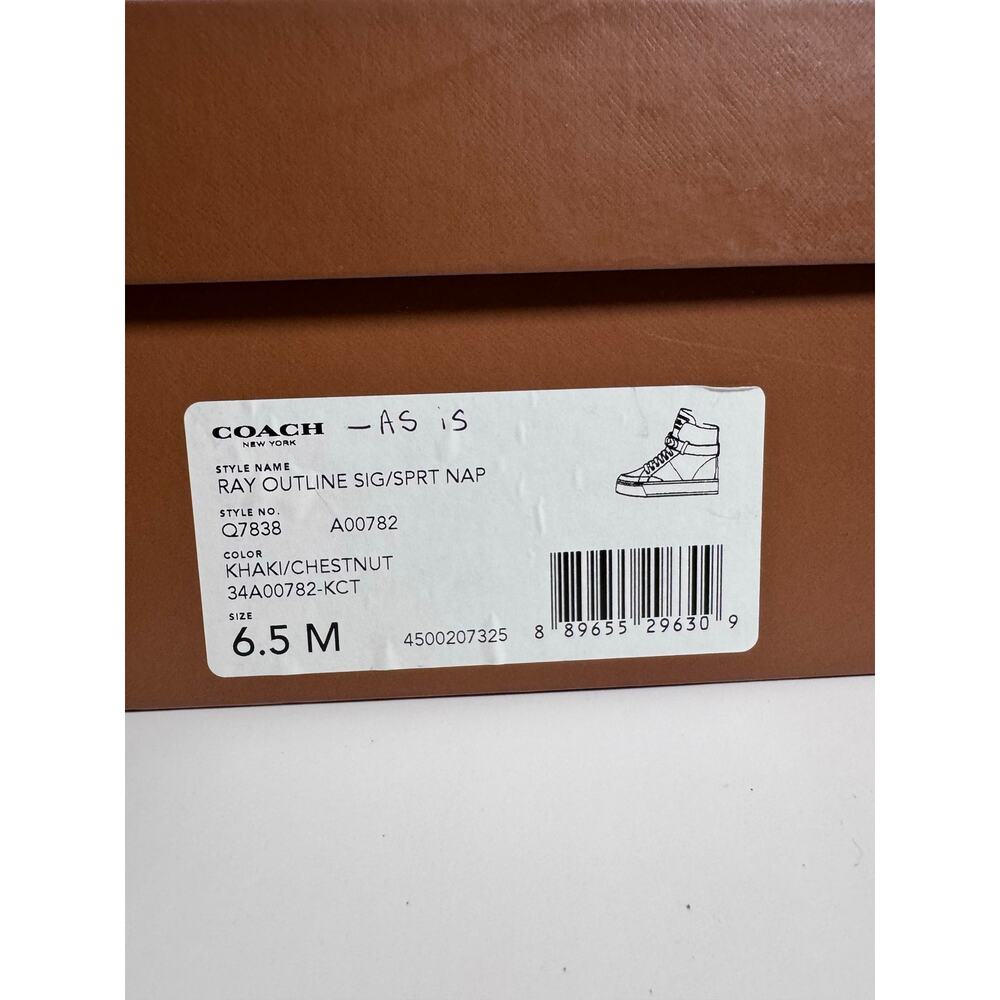 COACH – AS iS
NEW YORK
STYLE NAME
RAY OUTLINE SIG/SPRT NAP
STYLE NO.
Q7838 A00782
COLOR
KHAKI/CHESTNUT
34A00782-KCT
SIZE
6.5 M 4500207325 8 89655 29630 9